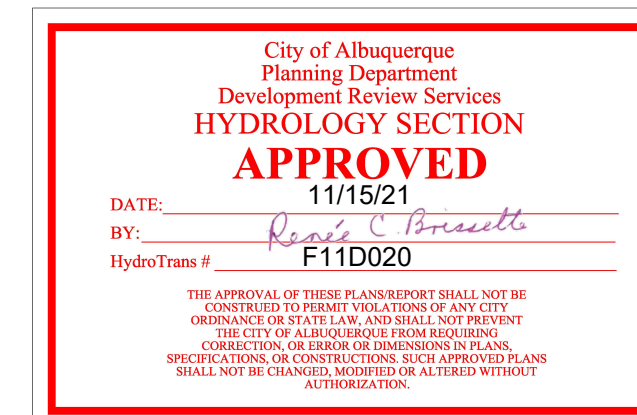 City of Albuquerque
Planning Department
Development Review Services
HYDROLOGY SECTION
APPROVED
DATE: 11/15/21
BY: Renée C. Brissette
HydroTrans # F11D020
THE APPROVAL OF THESE PLANS/REPORT SHALL NOT BE
CONSTRUED TO PERMIT VIOLATIONS OF ANY CITY
ORDINANCE OR STATE LAW, AND SHALL NOT PREVENT
THE CITY OF ALBUQUERQUE FROM REQUIRING
CORRECTION, OR ERROR OR DIMENSIONS IN PLANS,
SPECIFICATIONS, OR CONSTRUCTIONS. SUCH APPROVED PLANS
SHALL NOT BE CHANGED, MODIFIED OR ALTERED WITHOUT
AUTHORIZATION.